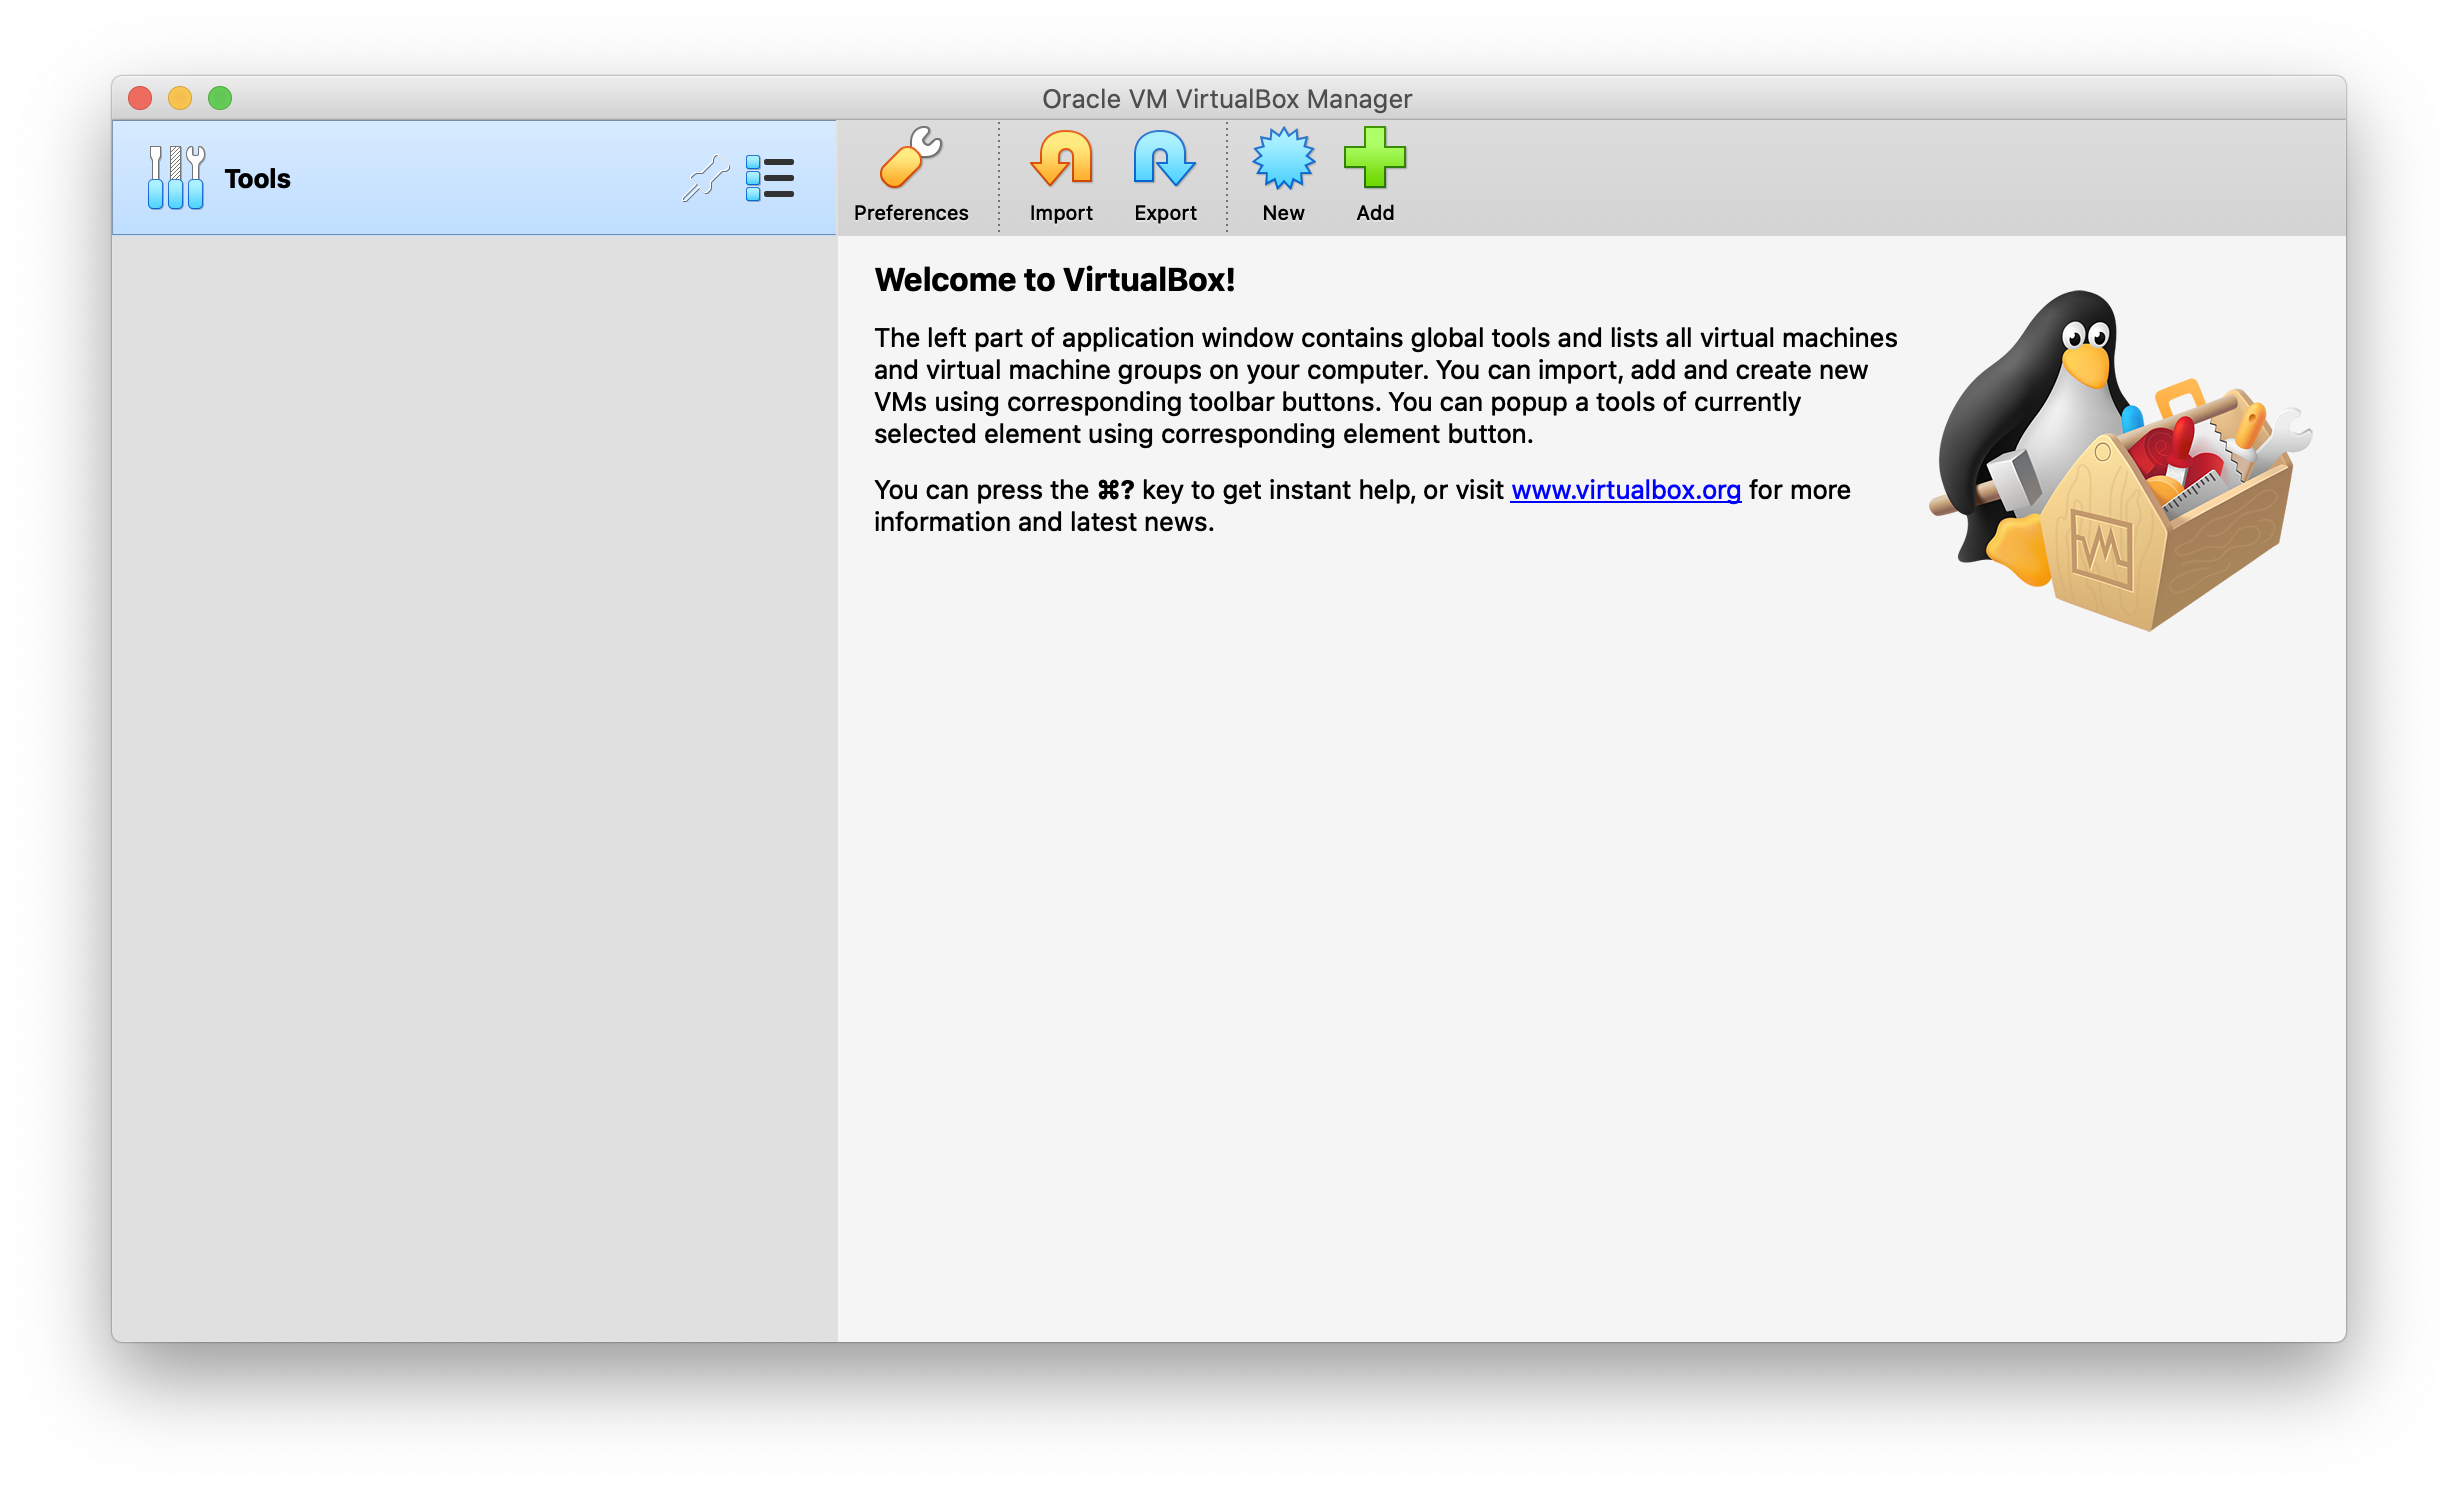 Oracle VM VirtualBox Manager
Tools
Preferences
Import
Export
New
Add
Welcome to VirtualBox!
The left part of application window contains global tools and lists all virtual machines
and virtual machine groups on your computer. You can import, add and create new
VMs using corresponding toolbar buttons. You can popup a tools of currently
selected element using corresponding element button.
You can press the ⌘? key to get instant help, or visit www.virtualbox.org for more
information and latest news.